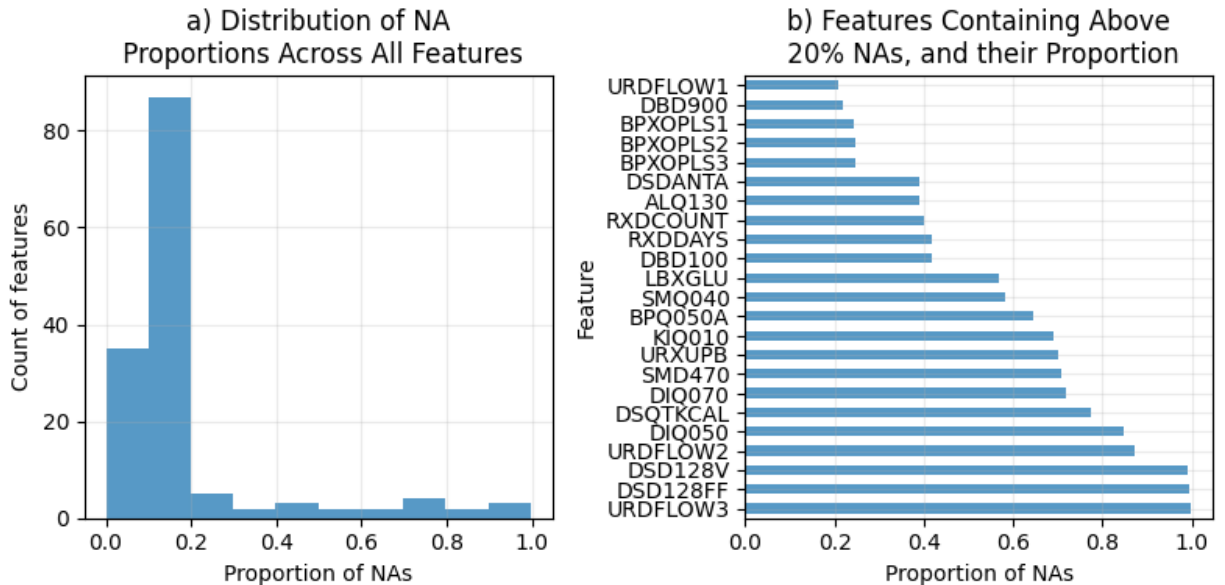 a) Distribution of NA
Proportions Across All Features
Count of features
80
60
40
20
0
0.0 0.2 0.4 0.6 0.8 1.0
Proportion of NAs
b) Features Containing Above
20% NAs, and their Proportion
Feature
URDFLOW1
DBD900
BPXOPLS1
BPXOPLS2
BPXOPLS3
DSDANTA
ALQ130
RXDCOUNT
RXDDAYS
DBD100
LBXGLU
SMQ040
BPQ050A
KIQ010
URXUPB
SMD470
DIQ070
DSQTKCAL
DIQ050
URDFLOW2
DSD128V
DSD128FF
URDFLOW3
0.0 0.2 0.4 0.6 0.8 1.0
Proportion of NAs